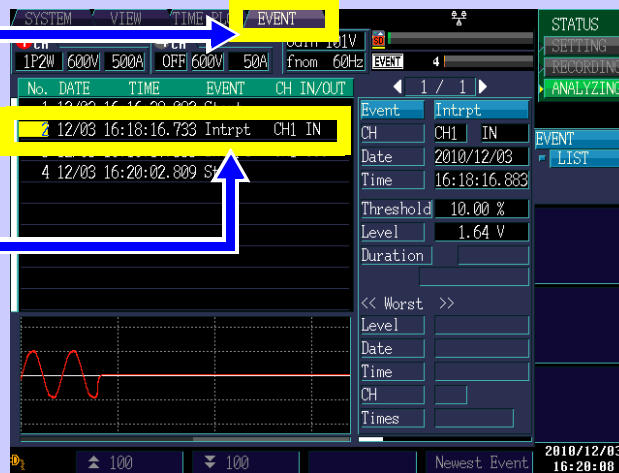 SYSTEM VIEW TIME PLO EVENT
CH CH Udin 101V SD
1P2W 600V 500A OFF 600V 50A fnom 60Hz EVENT 4
No. DATE TIME EVENT CH IN/OUT
2 12/03 16:18:16.733 Intrpt CH1 IN
4 12/03 16:20:02.809 St
1 / 1
Event Intrpt
CH CH1 IN
Date 2010/12/03
Time 16:18:16.883
Threshold 10.00 %
Level 1.64 V
Duration
<< Worst >>
Level
Date
Time
CH
Times
STATUS
SETTING
RECORDING
ANALYZING
EVENT
LIST
100 100 Newest Event
2010/12/03
16:20:08